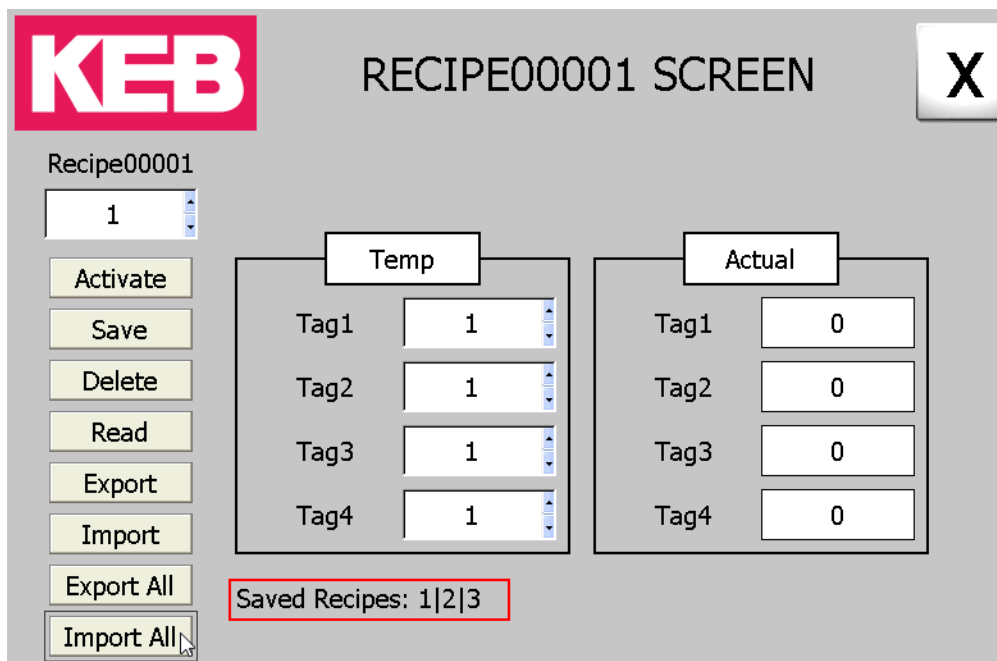 KEB
RECIPE00001 SCREEN
X
Recipe00001
1
Activate
Save
Delete
Read
Export
Import
Export All
Import All
Temp
Tag1 1
Tag2 1
Tag3 1
Tag4 1
Actual
Tag1 0
Tag2 0
Tag3 0
Tag4 0
Saved Recipes: 1|2|3